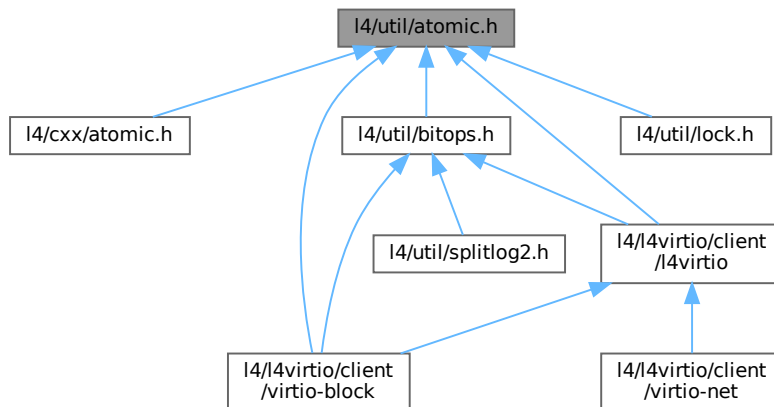 l4/util/atomic.h
l4/cxx/atomic.h
l4/util/bitops.h
l4/util/lock.h
l4/util/splitlog2.h
l4/l4virtio/client
/l4virtio
l4/l4virtio/client
/virtio-block
l4/l4virtio/client
/virtio-net